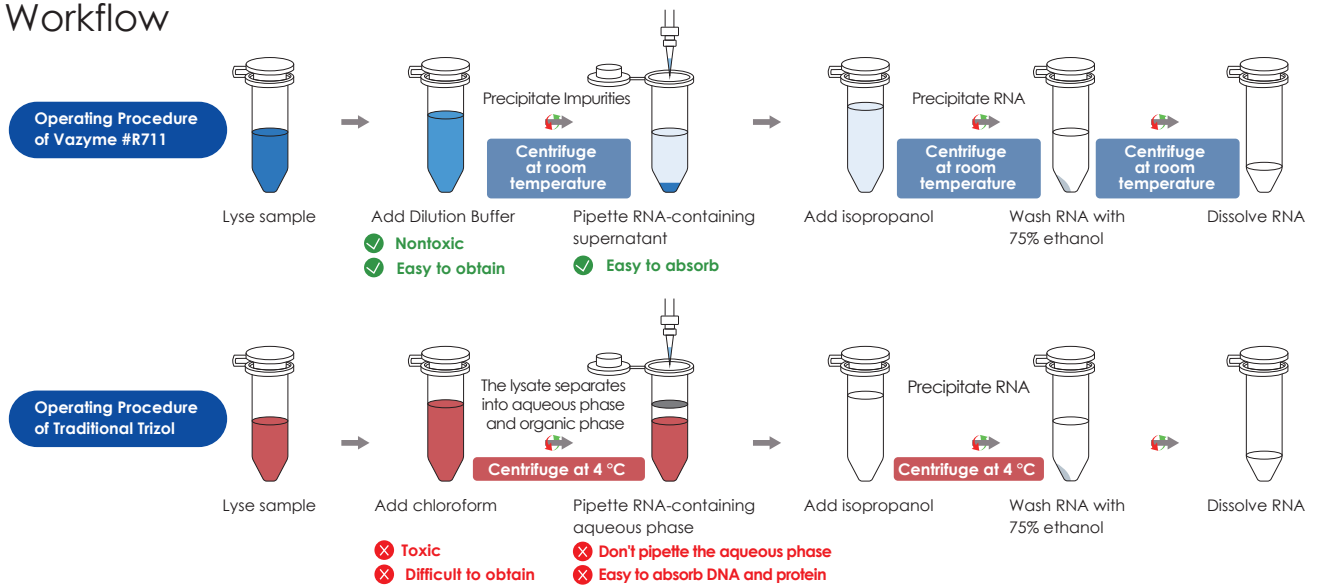 Workflow
Operating Procedure
of Vazyme #R711
Precipitate Impurities
Centrifuge
at room
temperature
Precipitate RNA
Centrifuge
at room
temperature
Centrifuge
at room
temperature
Lyse sample
Add Dilution Buffer
Nontoxic
Easy to obtain
Pipette RNA-containing
supernatant
Easy to absorb
Add isopropanol
Wash RNA with
75% ethanol
Dissolve RNA
Operating Procedure
of Traditional Trizol
The lysate separates
into aqueous phase
and organic phase
Centrifuge at 4 °C
Precipitate RNA
Centrifuge at 4 °C
Lyse sample
Add chloroform
Toxic
Difficult to obtain
Pipette RNA-containing
aqueous phase
Don't pipette the aqueous phase
Easy to absorb DNA and protein
Add isopropanol
Wash RNA with
75% ethanol
Dissolve RNA